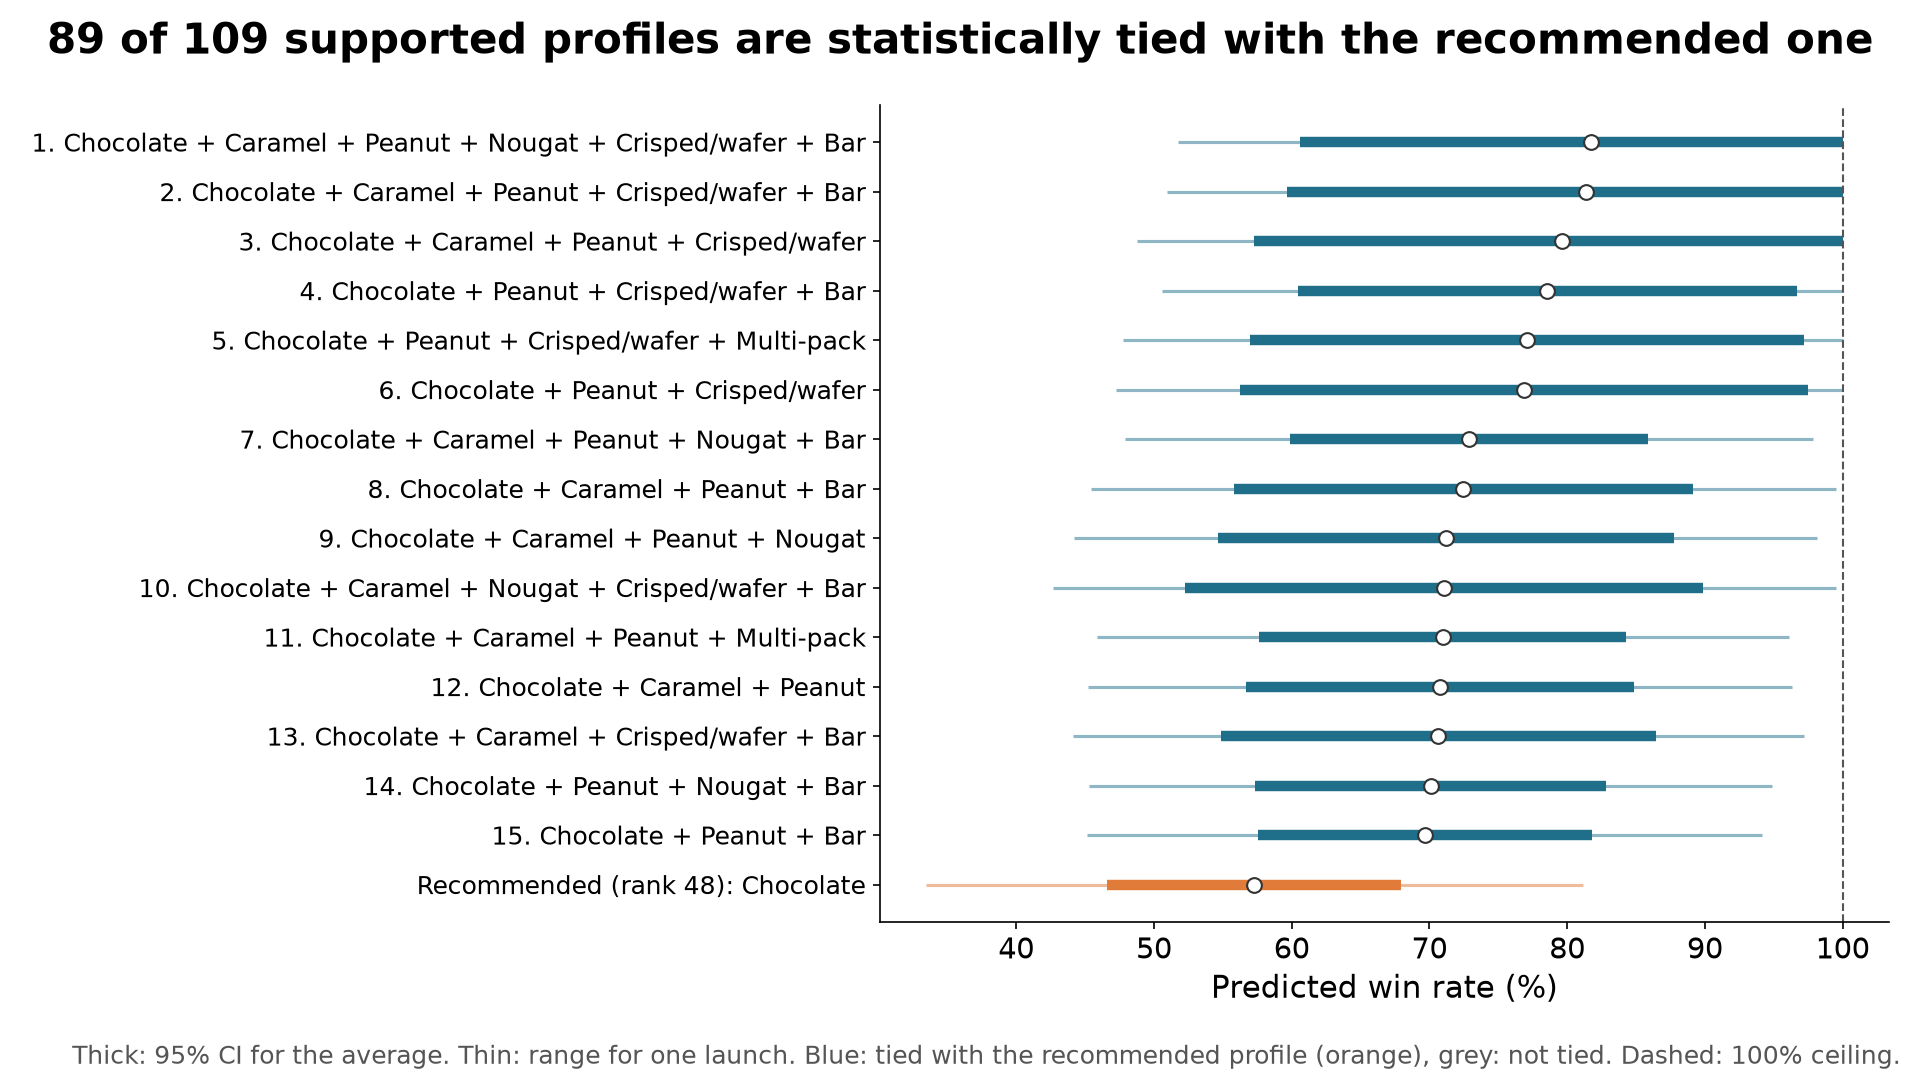 89 of 109 supported profiles are statistically tied with the recommended one
1. Chocolate + Caramel + Peanut + Nougat + Crisped/wafer + Bar
2. Chocolate + Caramel + Peanut + Crisped/wafer + Bar
3. Chocolate + Caramel + Peanut + Crisped/wafer
4. Chocolate + Peanut + Crisped/wafer + Bar
5. Chocolate + Peanut + Crisped/wafer + Multi-pack
6. Chocolate + Peanut + Crisped/wafer
7. Chocolate + Caramel + Peanut + Nougat + Bar
8. Chocolate + Caramel + Peanut + Bar
9. Chocolate + Caramel + Peanut + Nougat
10. Chocolate + Caramel + Nougat + Crisped/wafer + Bar
11. Chocolate + Caramel + Peanut + Multi-pack
12. Chocolate + Caramel + Peanut
13. Chocolate + Caramel + Crisped/wafer + Bar
14. Chocolate + Peanut + Nougat + Bar
15. Chocolate + Peanut + Bar
Recommended (rank 48): Chocolate
40 50 60 70 80 90 100
Predicted win rate (%)
Thick: 95% CI for the average. Thin: range for one launch. Blue: tied with the recommended profile (orange), grey: not tied. Dashed: 100% ceiling.